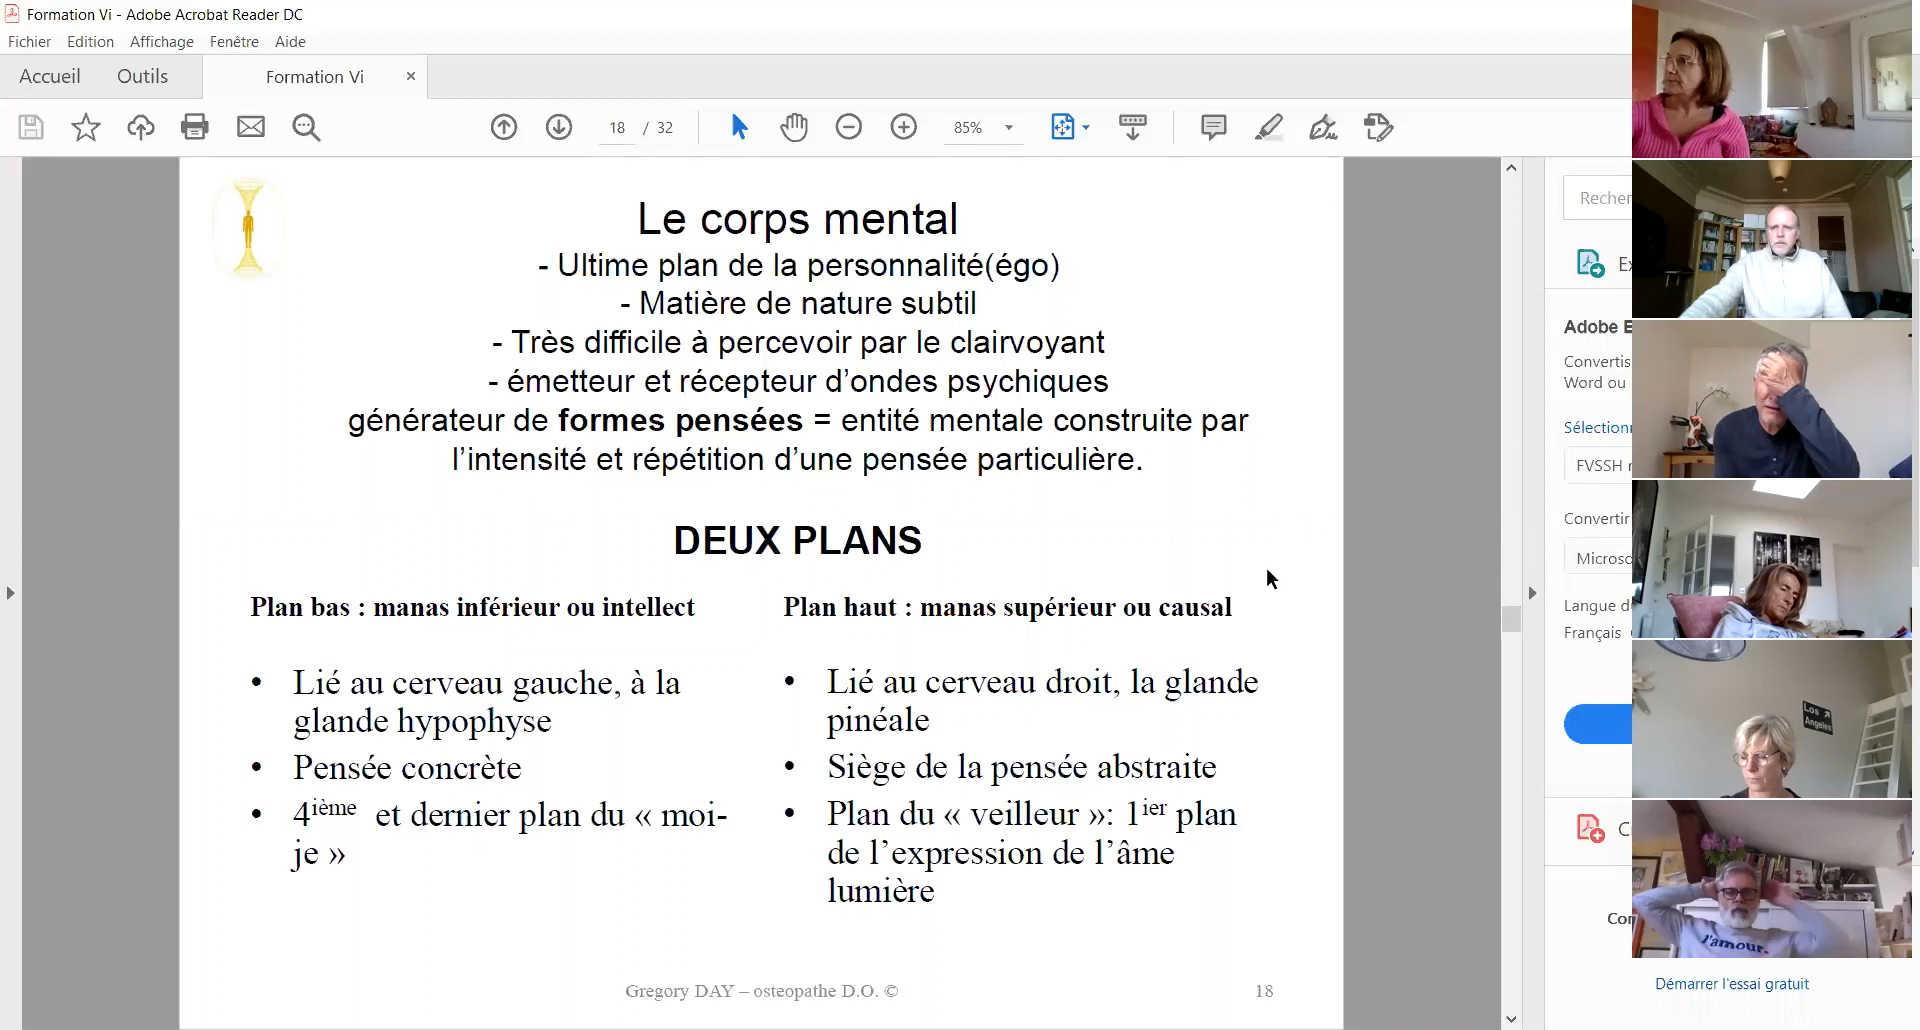 Formation Vi - Adobe Acrobat Reader DC
Fichier Edition Affichage Fenêtre Aide
Accueil Outils Formation Vi ×
18 / 32 85%
Le corps mental
- Ultime plan de la personnalité(égo)
- Matière de nature subtil
- Très difficile à percevoir par le clairvoyant
- émetteur et récepteur d’ondes psychiques
générateur de formes pensées = entité mentale construite par
l’intensité et répétition d’une pensée particulière.
DEUX PLANS
Plan bas : manas inférieur ou intellect
• Lié au cerveau gauche, à la
glande hypophyse
• Pensée concrète
• 4ième et dernier plan du « moi-
je »
Plan haut : manas supérieur ou causal
• Lié au cerveau droit, la glande
pinéale
• Siège de la pensée abstraite
• Plan du « veilleur »: 1ier plan
de l’expression de l’âme
lumière
Gregory DAY – osteopathe D.O. © 18
Recher
Ex
Adobe E
Convertis
Word ou
Sélection
FVSSH
Convertir
Microso
Langue d
Français
Démarrer l'essai gratuit
Los
Angeles
l'amour.